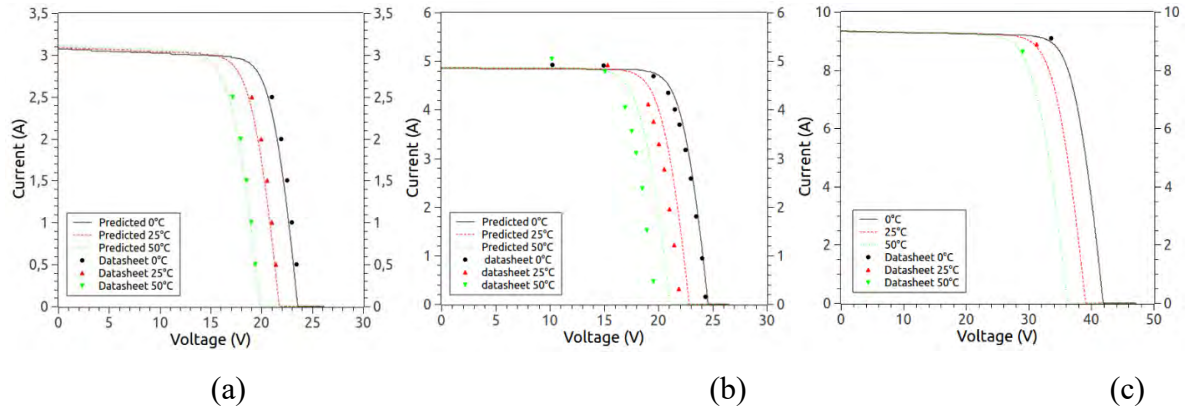 3,5
3
2,5
2
1,5
1
0,5
0
0 5 10 15 20 25 30
3,5
3
2,5
2
1,5
1
0,5
0
Current (A)
Voltage (V)
Predicted 0°C
Predicted 25°C
Predicted 50°C
Datasheet 0°C
Datasheet 25°C
Datasheet 50°C
(a)
6
5
4
3
2
1
0
0 5 10 15 20 25 30
6
5
4
3
2
1
0
Current (A)
Voltage (V)
Predicted 0°C
Predicted 25°C
Predicted 50°C
datasheet 0°C
datasheet 25°C
datasheet 50°C
(b)
10
8
6
4
2
0
0 10 20 30 40 50
10
8
6
4
2
0
Current (A)
Voltage (V)
0°C
25°C
50°C
Datasheet 0°C
Datasheet 25°C
Datasheet 50°C
(c)